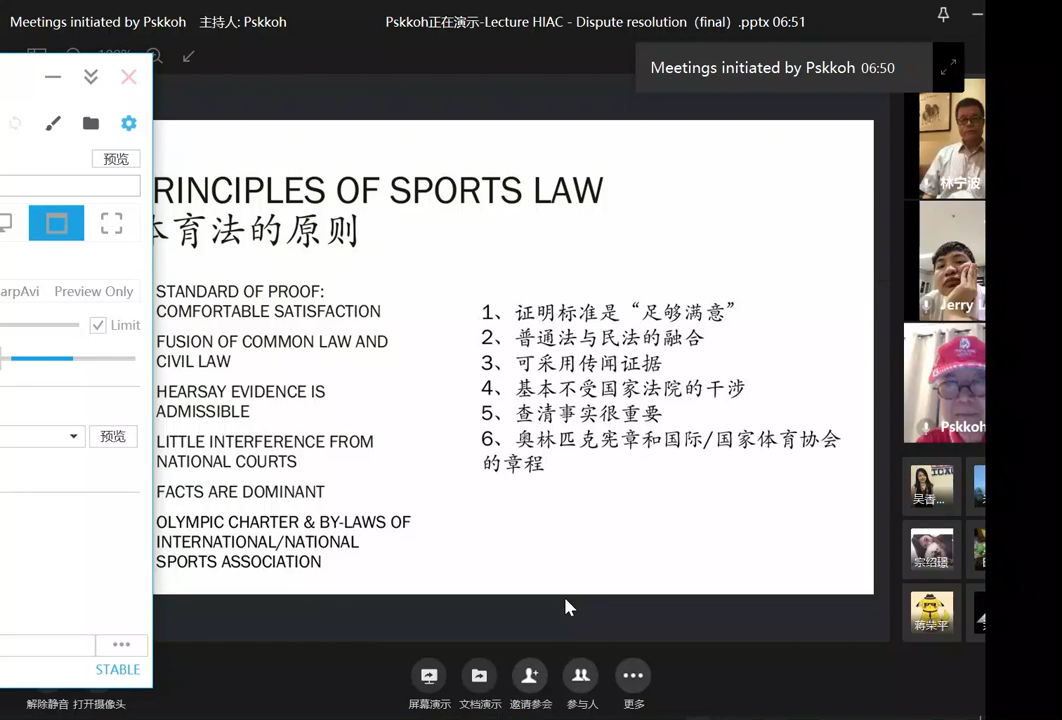 Meetings initiated by Pskkoh 主持人: Pskkoh
Pskkoh正在演示-Lecture HIAC - Dispute resolution（final）.pptx 06:51
Meetings initiated by Pskkoh 06:50
预览
arpAvi Preview Only
Limit
预览
STABLE
RINCIPLES OF SPORTS LAW
体育法的原则
STANDARD OF PROOF:
COMFORTABLE SATISFACTION
FUSION OF COMMON LAW AND
CIVIL LAW
HEARSAY EVIDENCE IS
ADMISSIBLE
LITTLE INTERFERENCE FROM
NATIONAL COURTS
FACTS ARE DOMINANT
OLYMPIC CHARTER & BY-LAWS OF
INTERNATIONAL/NATIONAL
SPORTS ASSOCIATION
1、证明标准是“足够满意”
2、普通法与民法的融合
3、可采用传闻证据
4、基本不受国家法院的干涉
5、查清事实很重要
6、奥林匹克宪章和国际/国家体育协会
的章程
林宁波
Jerry
Pskkoh
吴香...
宗绍璟
蒋荣平
解除静音 打开摄像头
屏幕演示 文档演示 邀请参会 参与人 更多